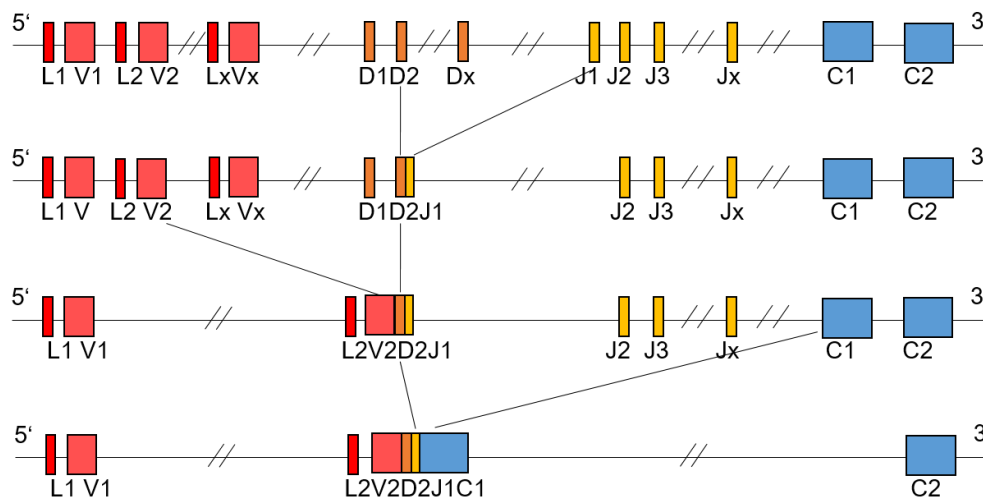 5‘ 3
L1 V1 L2 V2 LxVx D1D2 Dx J1 J2 J3 Jx C1 C2
5‘ 3
L1 V L2 V2 Lx Vx D1D2J1 J2 J3 Jx C1 C2
5‘ 3
L1 V1 L2V2D2J1 J2 J3 Jx C1 C2
5‘ 3
L1 V1 L2V2D2J1C1 C2